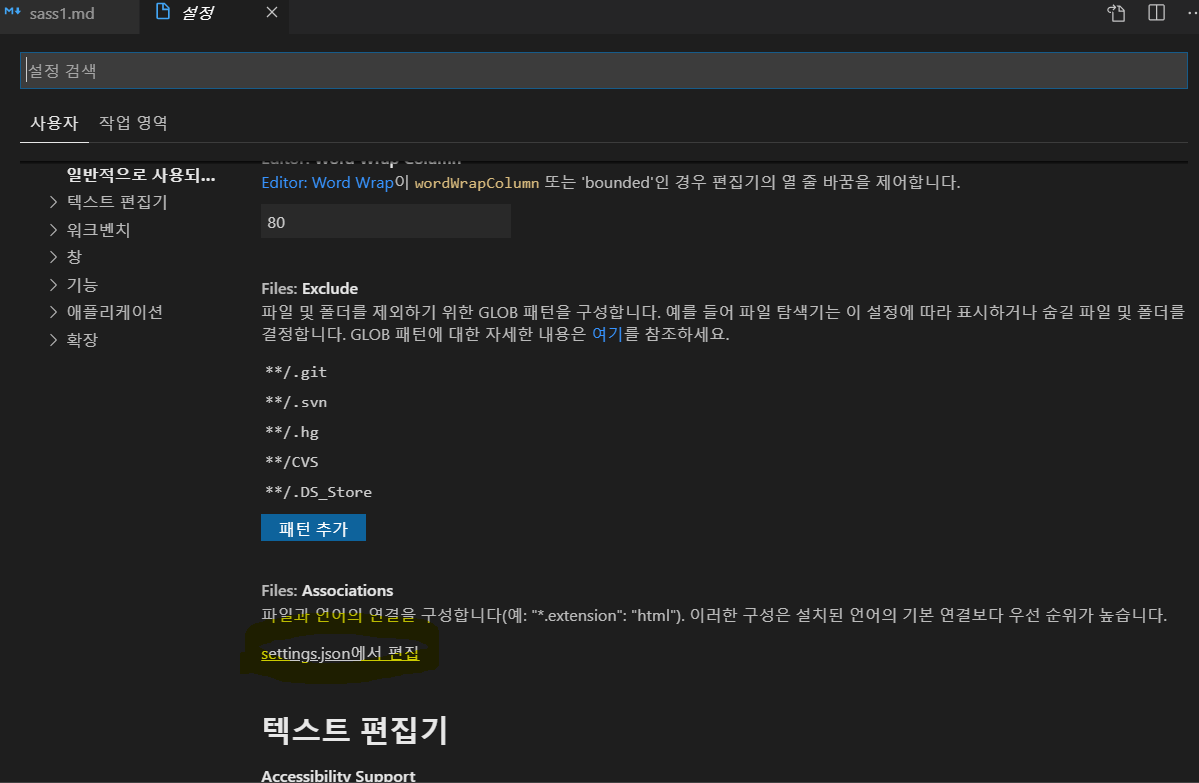 sass1.md
설정
설정 검색
사용자
작업 영역
일반적으로 사용되...
텍스트 편집기
워크벤치
창
기능
애플리케이션
확장
Editor: Word Wrap Column
Editor: Word Wrap이 wordWrapColumn 또는 'bounded'인 경우 편집기의 열 줄 바꿈을 제어합니다.
80
Files: Exclude
파일 및 폴더를 제외하기 위한 GLOB 패턴을 구성합니다. 예를 들어 파일 탐색기는 이 설정에 따라 표시하거나 숨길 파일 및 폴더를
결정합니다. GLOB 패턴에 대한 자세한 내용은 여기를 참조하세요.
**/.git
**/.svn
**/.hg
**/CVS
**/.DS_Store
패턴 추가
Files: Associations
파일과 언어의 연결을 구성합니다(예: "*.extension": "html"). 이러한 구성은 설치된 언어의 기본 연결보다 우선 순위가 높습니다.
settings.json에서 편집
텍스트 편집기
Accessibility Support